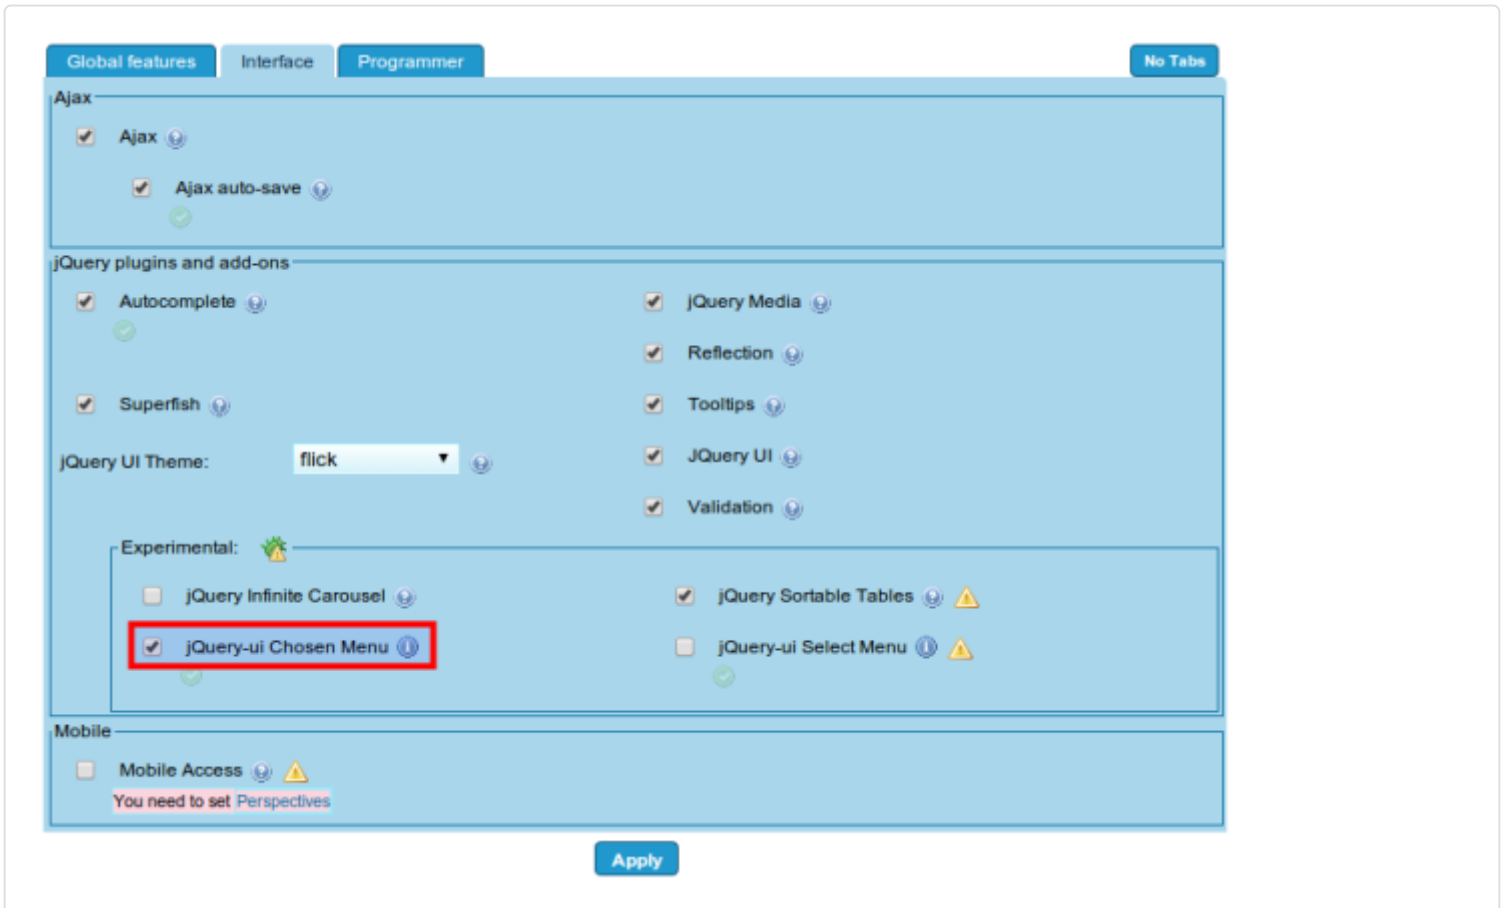 Global features Interface Programmer No Tabs
Ajax
Ajax
Ajax auto-save
jQuery plugins and add-ons
Autocomplete jQuery Media
Reflection
Superfish Tooltips
jQuery UI Theme: flick JQuery UI
Validation
Experimental:
jQuery Infinite Carousel jQuery Sortable Tables
jQuery-ui Chosen Menu jQuery-ui Select Menu
Mobile
Mobile Access
You need to set Perspectives
Apply